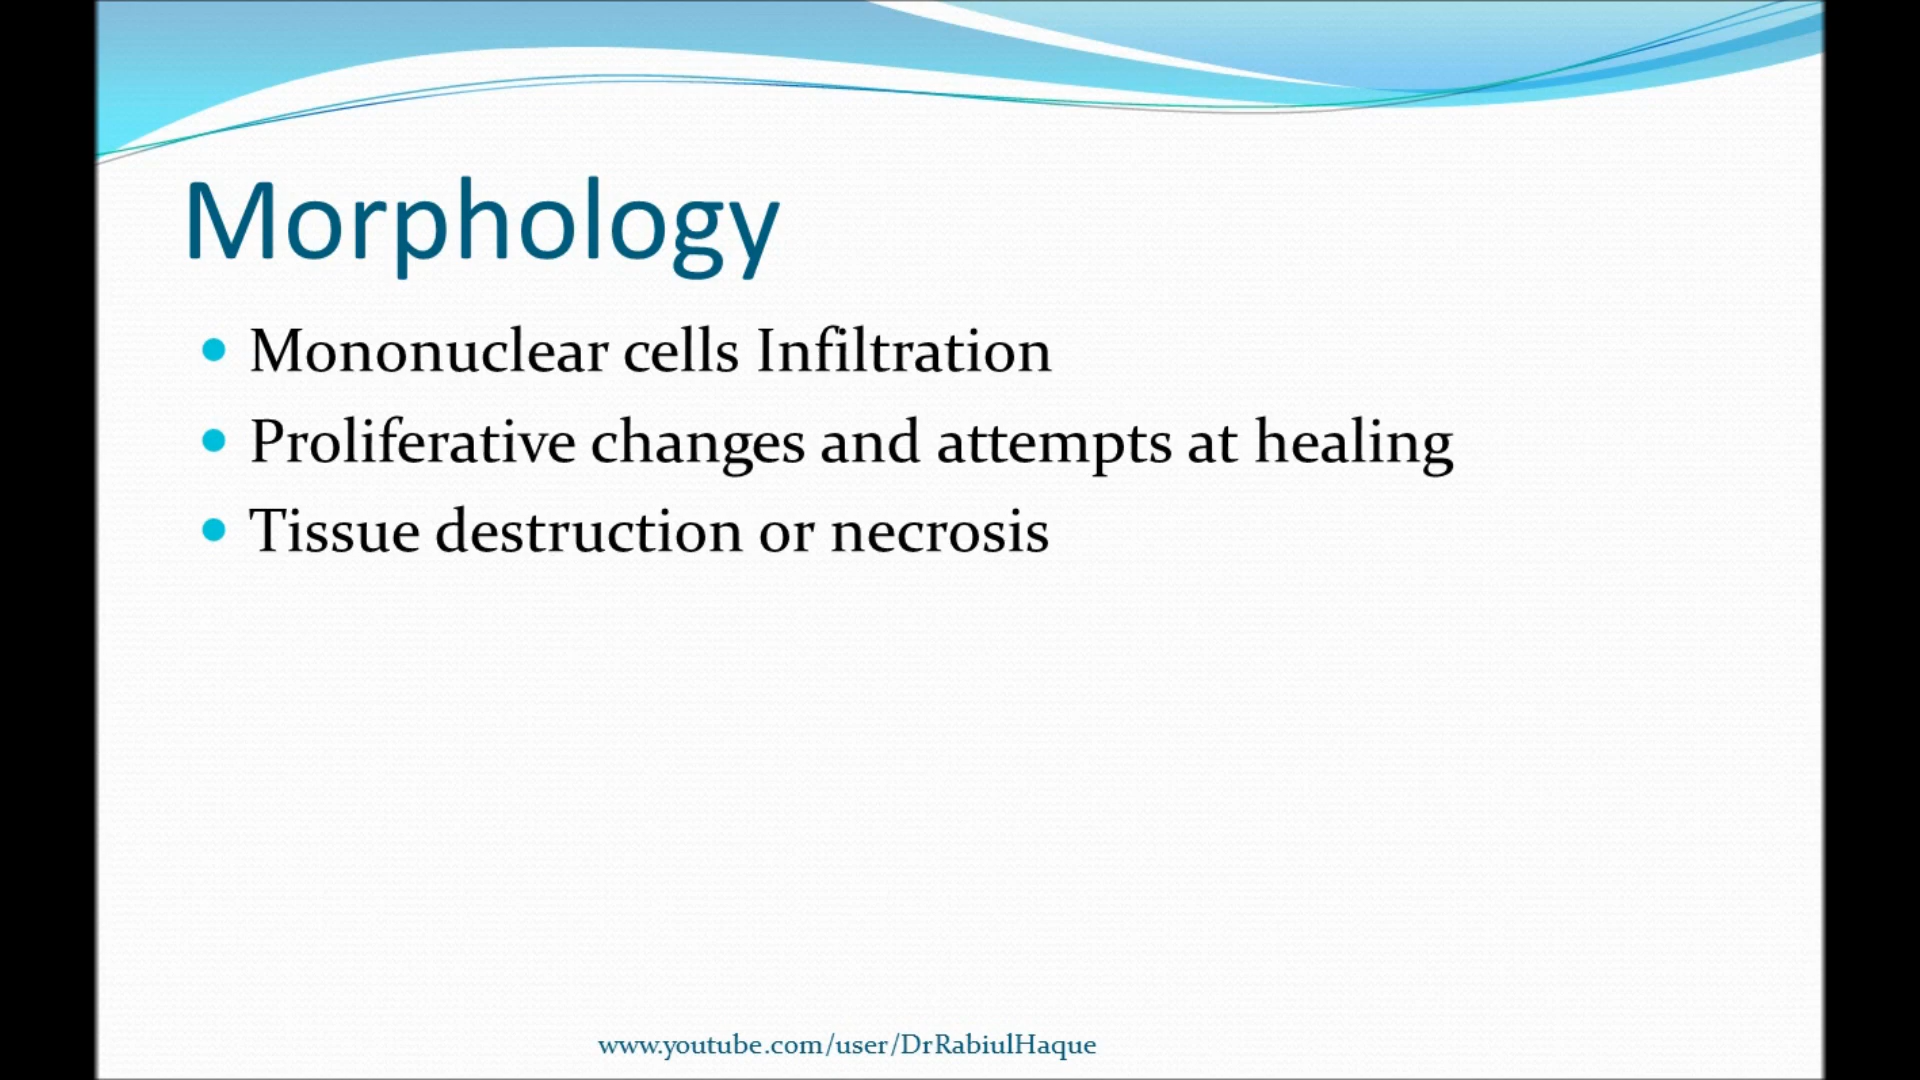 Morphology
Mononuclear cells Infiltration
Proliferative changes and attempts at healing
Tissue destruction or necrosis
www.youtube.com/user/DrRabiulHaque